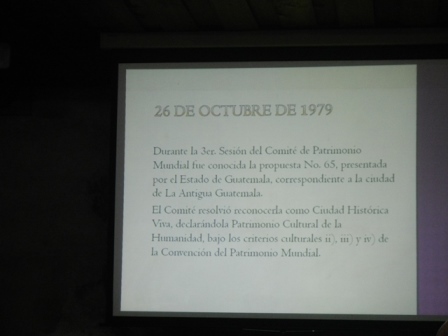 26 DE OCTUBRE DE 1979
Durante la 3er. Sesión del Comité de Patrimonio
Mundial fue conocida la propuesta No. 65, presentada
por el Estado de Guatemala, correspondiente a la ciudad
de La Antigua Guatemala.
El Comité resolvió reconocerla como Ciudad Histórica
Viva, declarándola Patrimonio Cultural de la
Humanidad, bajo los criterios culturales ii), iii) y iv) de
la Convención del Patrimonio Mundial.